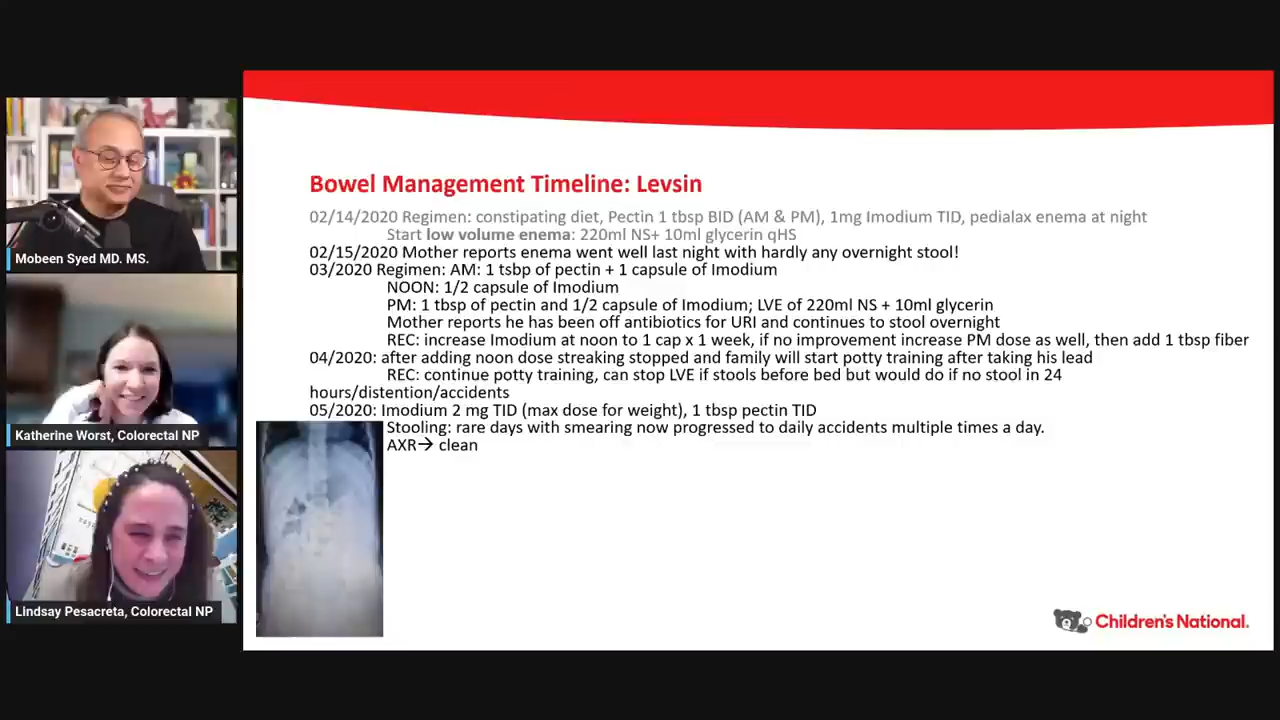 Mobeen Syed MD. MS.
Katherine Worst, Colorectal NP
Lindsay Pesacreta, Colorectal NP
Bowel Management Timeline: Levsin
02/14/2020 Regimen: constipating diet, Pectin 1 tbsp BID (AM & PM), 1mg Imodium TID, pedialax enema at night
Start low volume enema: 220ml NS+ 10ml glycerin qHS
02/15/2020 Mother reports enema went well last night with hardly any overnight stool!
03/2020 Regimen: AM: 1 tsbp of pectin + 1 capsule of Imodium
NOON: 1/2 capsule of Imodium
PM: 1 tbsp of pectin and 1/2 capsule of Imodium; LVE of 220ml NS + 10ml glycerin
Mother reports he has been off antibiotics for URI and continues to stool overnight
REC: increase Imodium at noon to 1 cap x 1 week, if no improvement increase PM dose as well, then add 1 tbsp fiber
04/2020: after adding noon dose streaking stopped and family will start potty training after taking his lead
REC: continue potty training, can stop LVE if stools before bed but would do if no stool in 24
hours/distention/accidents
05/2020: Imodium 2 mg TID (max dose for weight), 1 tbsp pectin TID
Stooling: rare days with smearing now progressed to daily accidents multiple times a day.
AXR→ clean
Children's National.